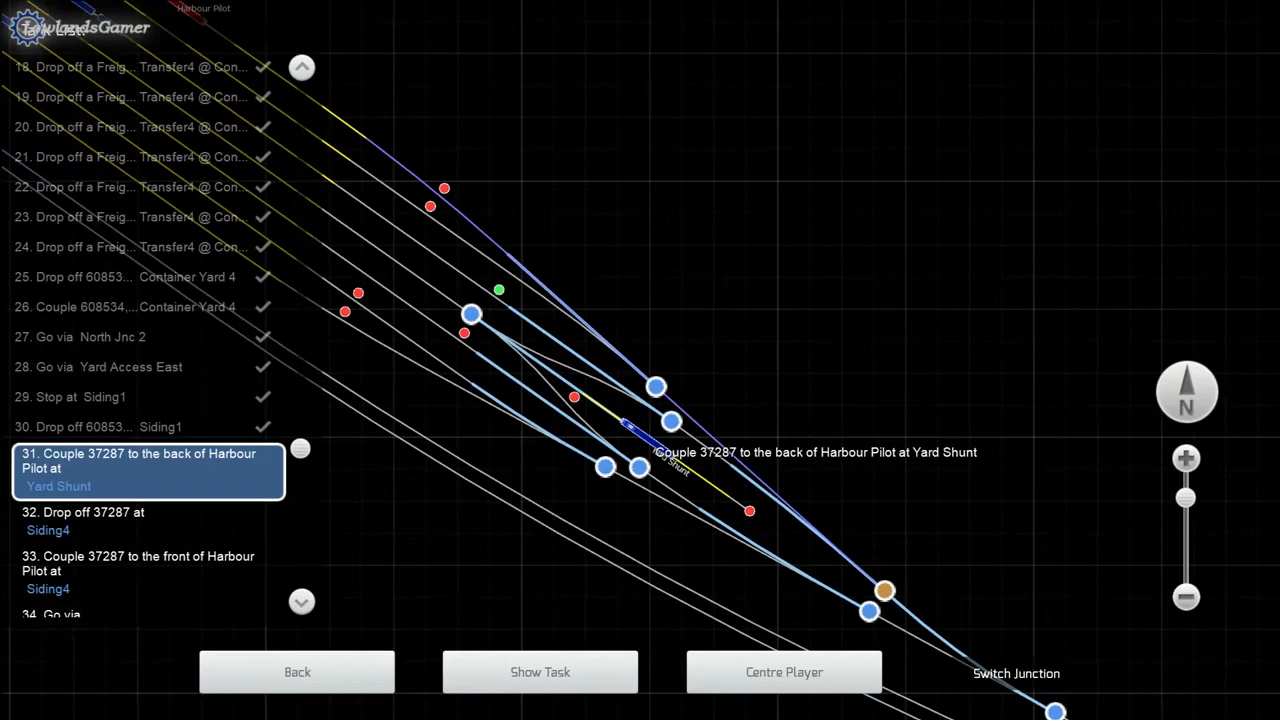 Harbour Pilot
LowlandsGamer
Task List:
18. Drop off a Freig... Transfer4 @ Con...
19. Drop off a Freig... Transfer4 @ Con...
20. Drop off a Freig... Transfer4 @ Con...
21. Drop off a Freig... Transfer4 @ Con...
22. Drop off a Freig... Transfer4 @ Con...
23. Drop off a Freig... Transfer4 @ Con...
24. Drop off a Freig... Transfer4 @ Con...
25. Drop off 60853... Container Yard 4
26. Couple 608534,... Container Yard 4
27. Go via North Jnc 2
28. Go via Yard Access East
29. Stop at Siding1
30. Drop off 60853... Siding1
31. Couple 37287 to the back of Harbour
Pilot at
Yard Shunt
32. Drop off 37287 at
Siding4
33. Couple 37287 to the front of Harbour
Pilot at
Siding4
34. Go via
Couple 37287 to the back of Harbour Pilot at Yard Shunt
Yard Shunt
N
Switch Junction
Back
Show Task
Centre Player